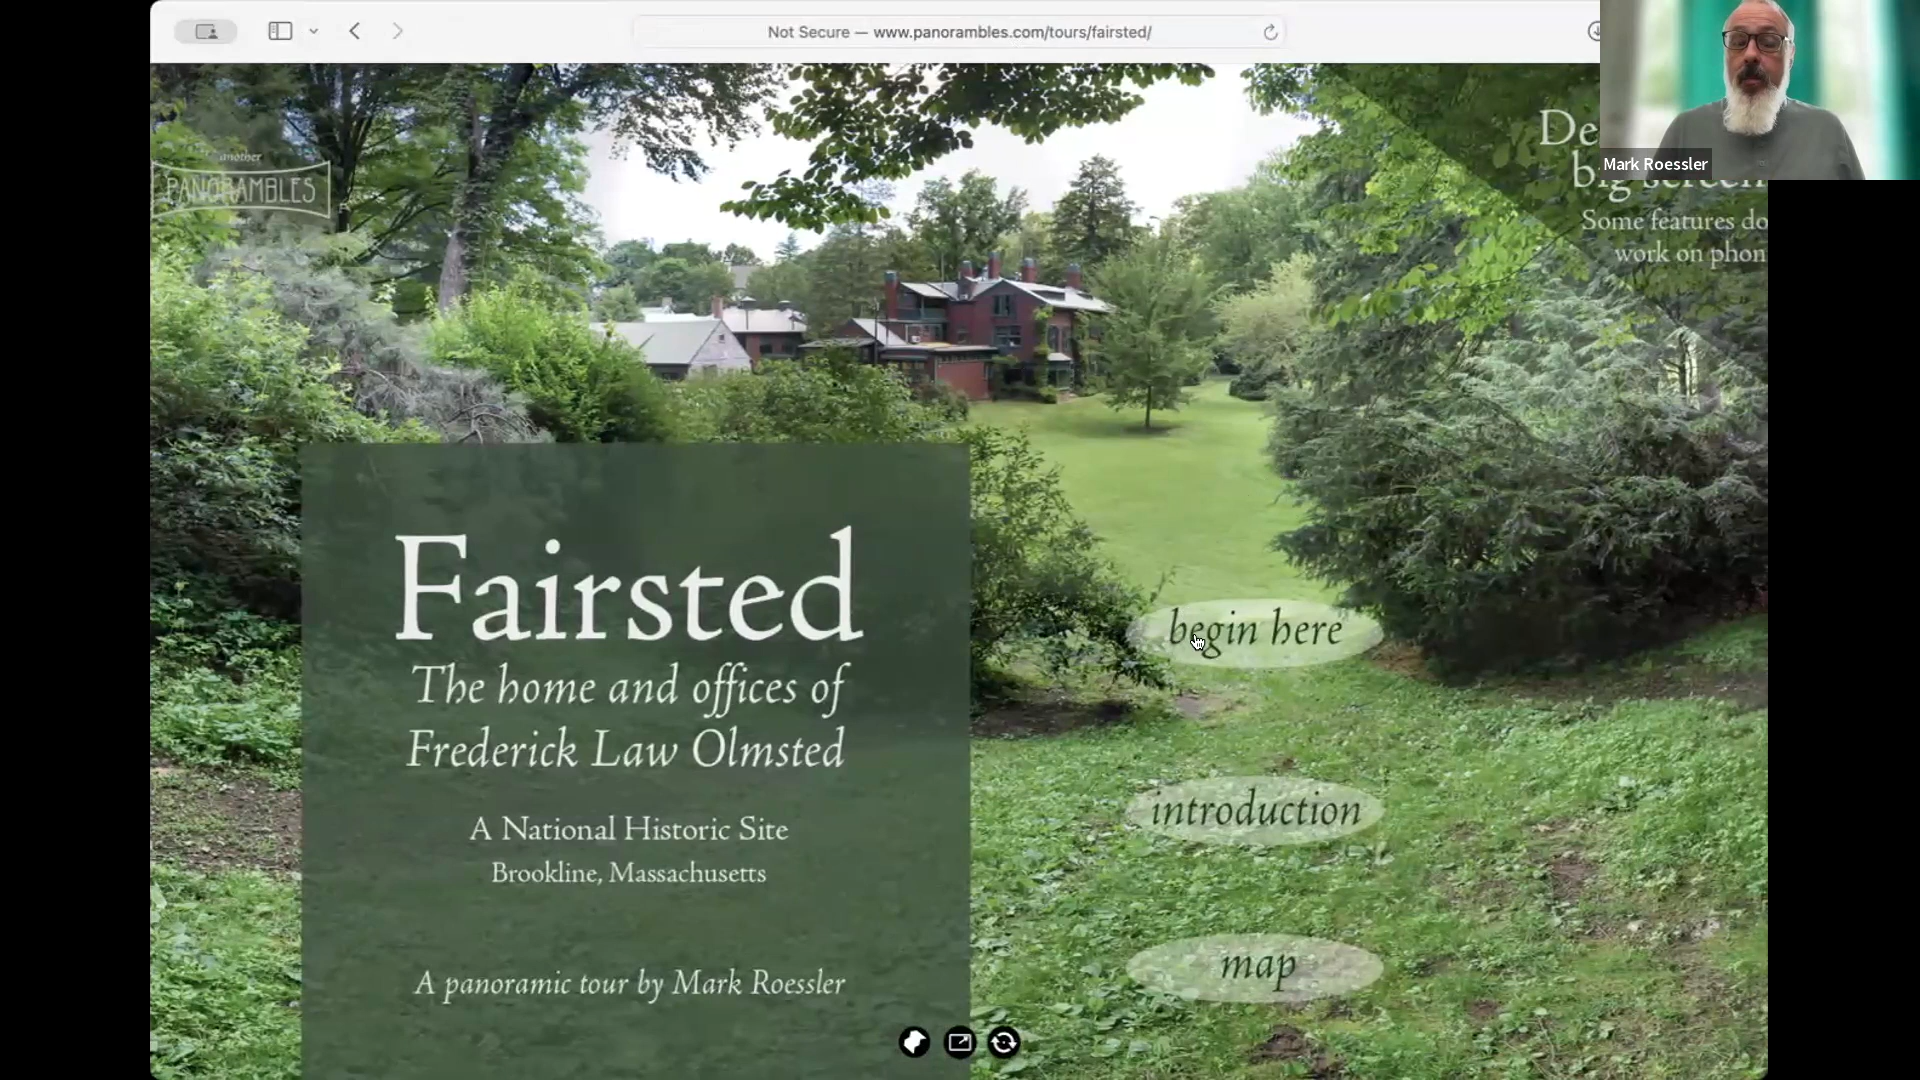 Not Secure — www.panorambles.com/tours/fairsted/
Mark Roessler
another
PANORAMBLES
De
big screen
Some features do
work on phon
Fairsted
The home and offices of
Frederick Law Olmsted
A National Historic Site
Brookline, Massachusetts
A panoramic tour by Mark Roessler
begin here
introduction
map